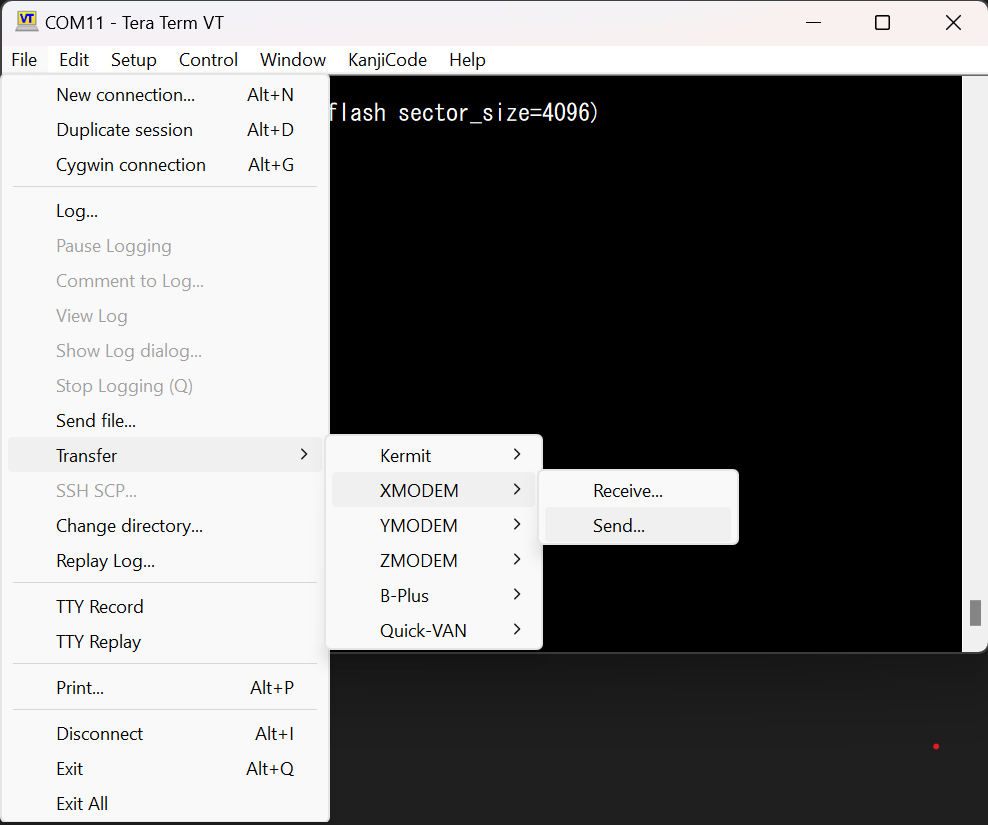 VT COM11 - Tera Term VT
File Edit Setup Control Window KanjiCode Help
New connection... Alt+N
flash sector_size=4096)
Duplicate session Alt+D
Cygwin connection Alt+G
Log...
Pause Logging
Comment to Log...
View Log
Show Log dialog...
Stop Logging (Q)
Send file...
Transfer
SSH SCP...
Change directory...
Replay Log...
TTY Record
TTY Replay
Print... Alt+P
Disconnect Alt+I
Exit Alt+Q
Exit All
Kermit
XMODEM
YMODEM
ZMODEM
B-Plus
Quick-VAN
Receive...
Send...